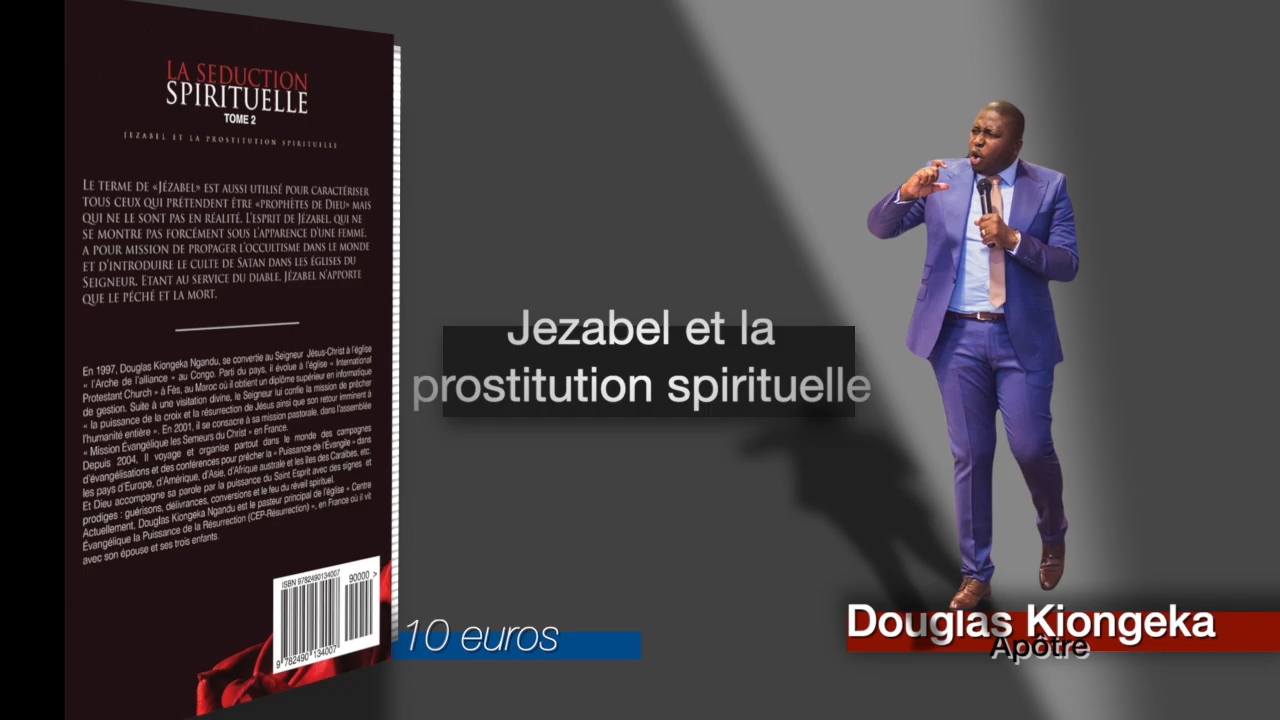 LA SEDUCTION
SPIRITUELLE
TOME 2
JEZABEL ET LA PROSTITUTION SPIRITUELLE
LE TERME DE «JÉZABEL» EST AUSSI UTILISÉ POUR CARACTÉRISER
TOUS CEUX QUI PRÉTENDENT ÊTRE «PROPHÈTES DE DIEU» MAIS
QUI NE LE SONT PAS EN RÉALITÉ. L'ESPRIT DE JÉZABEL, QUI NE
SE MONTRE PAS FORCÉMENT SOUS L'APPARENCE D'UNE FEMME,
A POUR MISSION DE PROPAGER L'OCCULTISME DANS LE MONDE
ET D'INTRODUIRE LE CULTE DE SATAN DANS LES ÉGLISES DU
SEIGNEUR. ETANT AU SERVICE DU DIABLE, JÉZABEL N'APPORTE
QUE LE PÉCHÉ ET LA MORT.
En 1997, Douglas Kiongeka Ngandu, se convertie au Seigneur Jésus-Christ à l'église
« l'Arche de l'alliance » au Congo. Parti du pays, il évolue à l'église « International
Protestant Church » à Fès, au Maroc où il obtient un diplôme supérieur en informatique
de gestion. Suite à une visitation divine, le Seigneur lui confie la mission de prêcher
« la puissance de la croix et la résurrection de Jésus ainsi que son retour imminent à
l'humanité entière ». En 2001, il se consacre à sa mission pastorale, dans l'assemblée
« Mission Évangélique les Semeurs du Christ » en France.
Depuis 2004, Il voyage et organise partout dans le monde des campagnes
d'évangélisations et des conférences pour prêcher la « Puissance de l'Évangile » dans
les pays d'Europe, d'Amérique, d'Asie, d'Afrique australe et les îles des Caraïbes, etc.
Et Dieu accompagne sa parole par la puissance du Saint Esprit avec des signes et
prodiges : guérisons, délivrances, conversions et le feu du réveil spirituel.
Actuellement, Douglas Kiongeka Ngandu est le pasteur principal de l'église « Centre
Évangélique la Puissance de la Résurrection (CEP-Résurrection) », en France où il vit
avec son épouse et ses trois enfants.
ISBN 9782490134007
90000 >
9 782490 134007
Jezabel et la
prostitution spirituelle
10 euros
Douglas Kiongeka
Apôtre